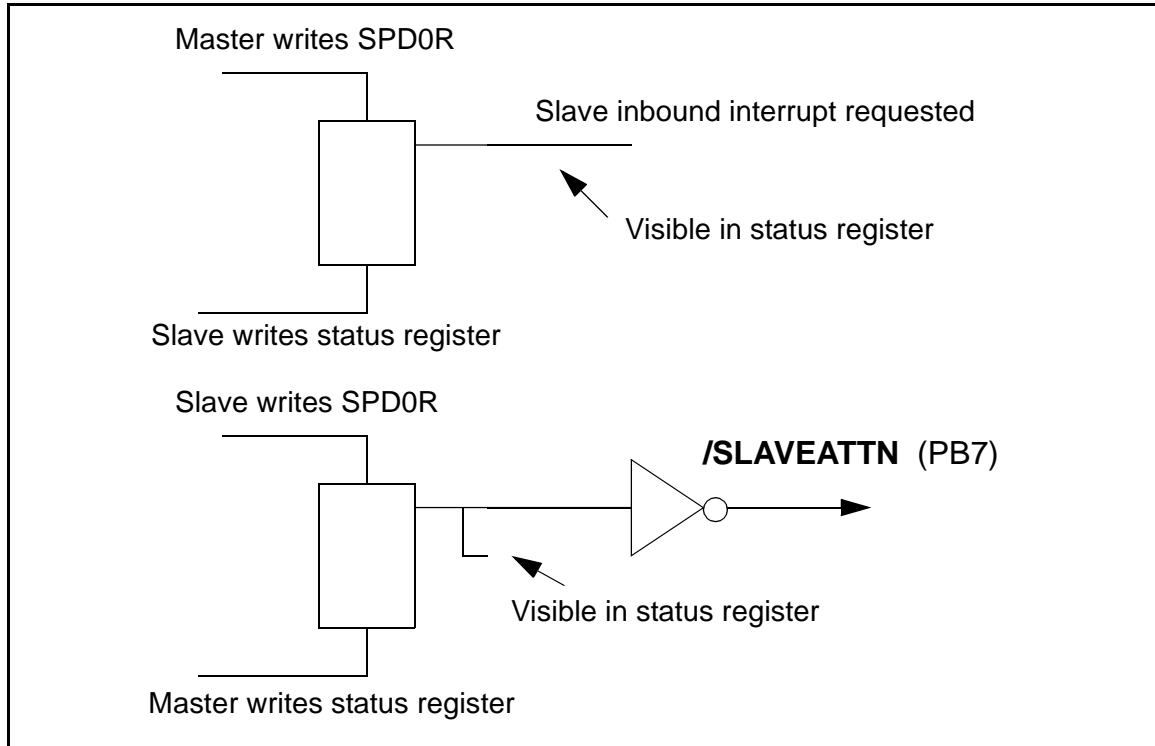 Master writes SPD0R
Slave inbound interrupt requested
Visible in status register
Slave writes status register
Slave writes SPD0R
/SLAVEATTN (PB7)
Visible in status register
Master writes status register